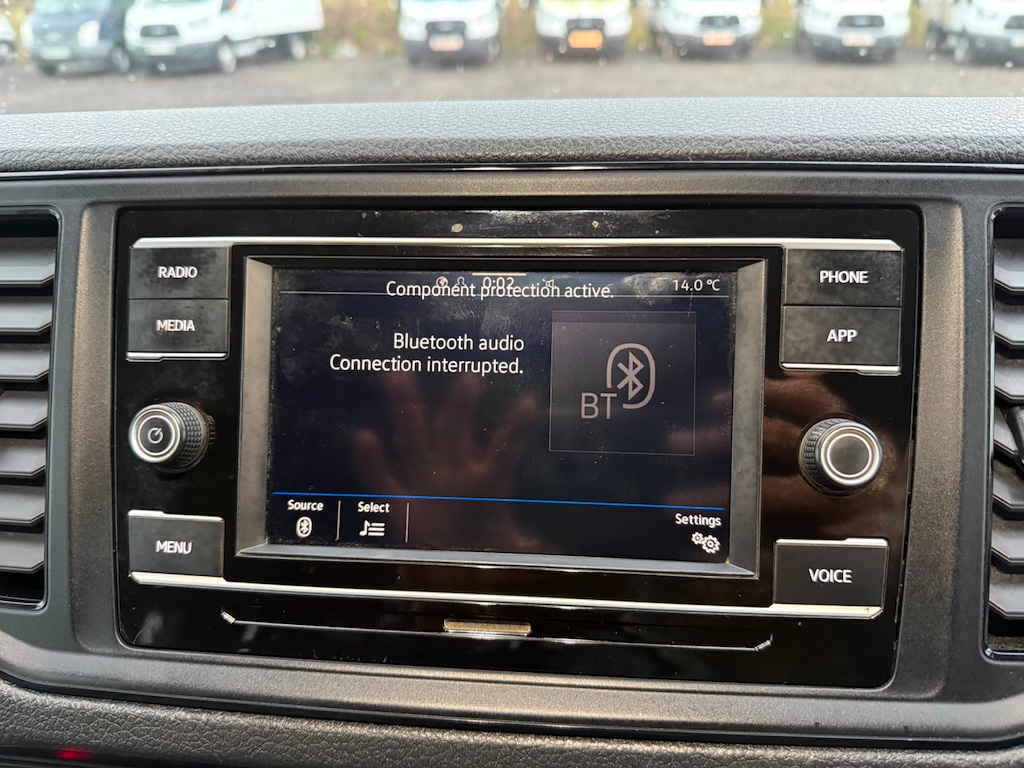 RADIO
MEDIA
MENU
PHONE
APP
VOICE
0:02
14.0 °C
Component protection active.
Bluetooth audio
Connection interrupted.
BT
Source
Select
Settings